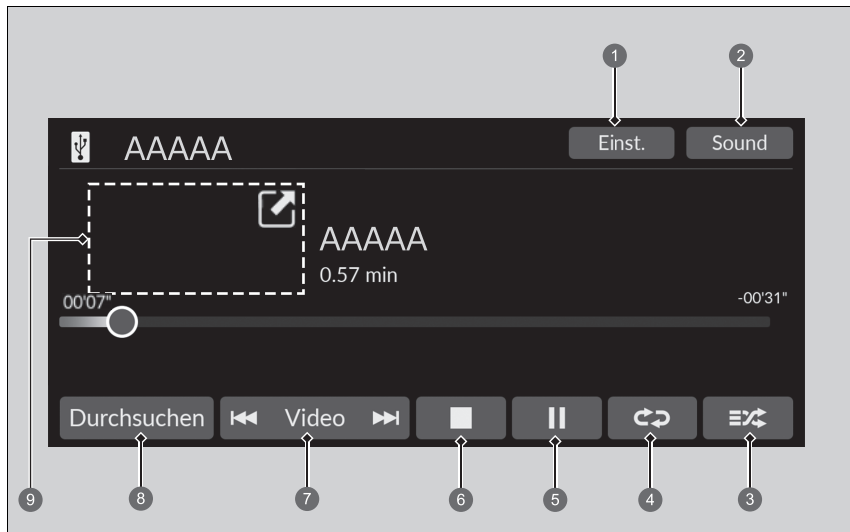 1 2
AAAAA Einst. Sound
AAAAA
0.57 min
00'07" -00'31"
Durchsuchen Video
9 8 7 6 5 4 3